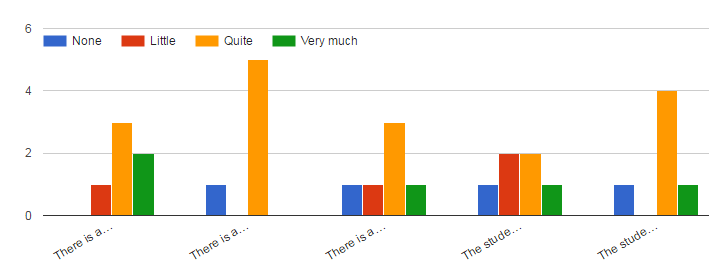 6
None Little Quite Very much
4
2
0
There is a...
There is a...
There is a...
The stude...
The stude...